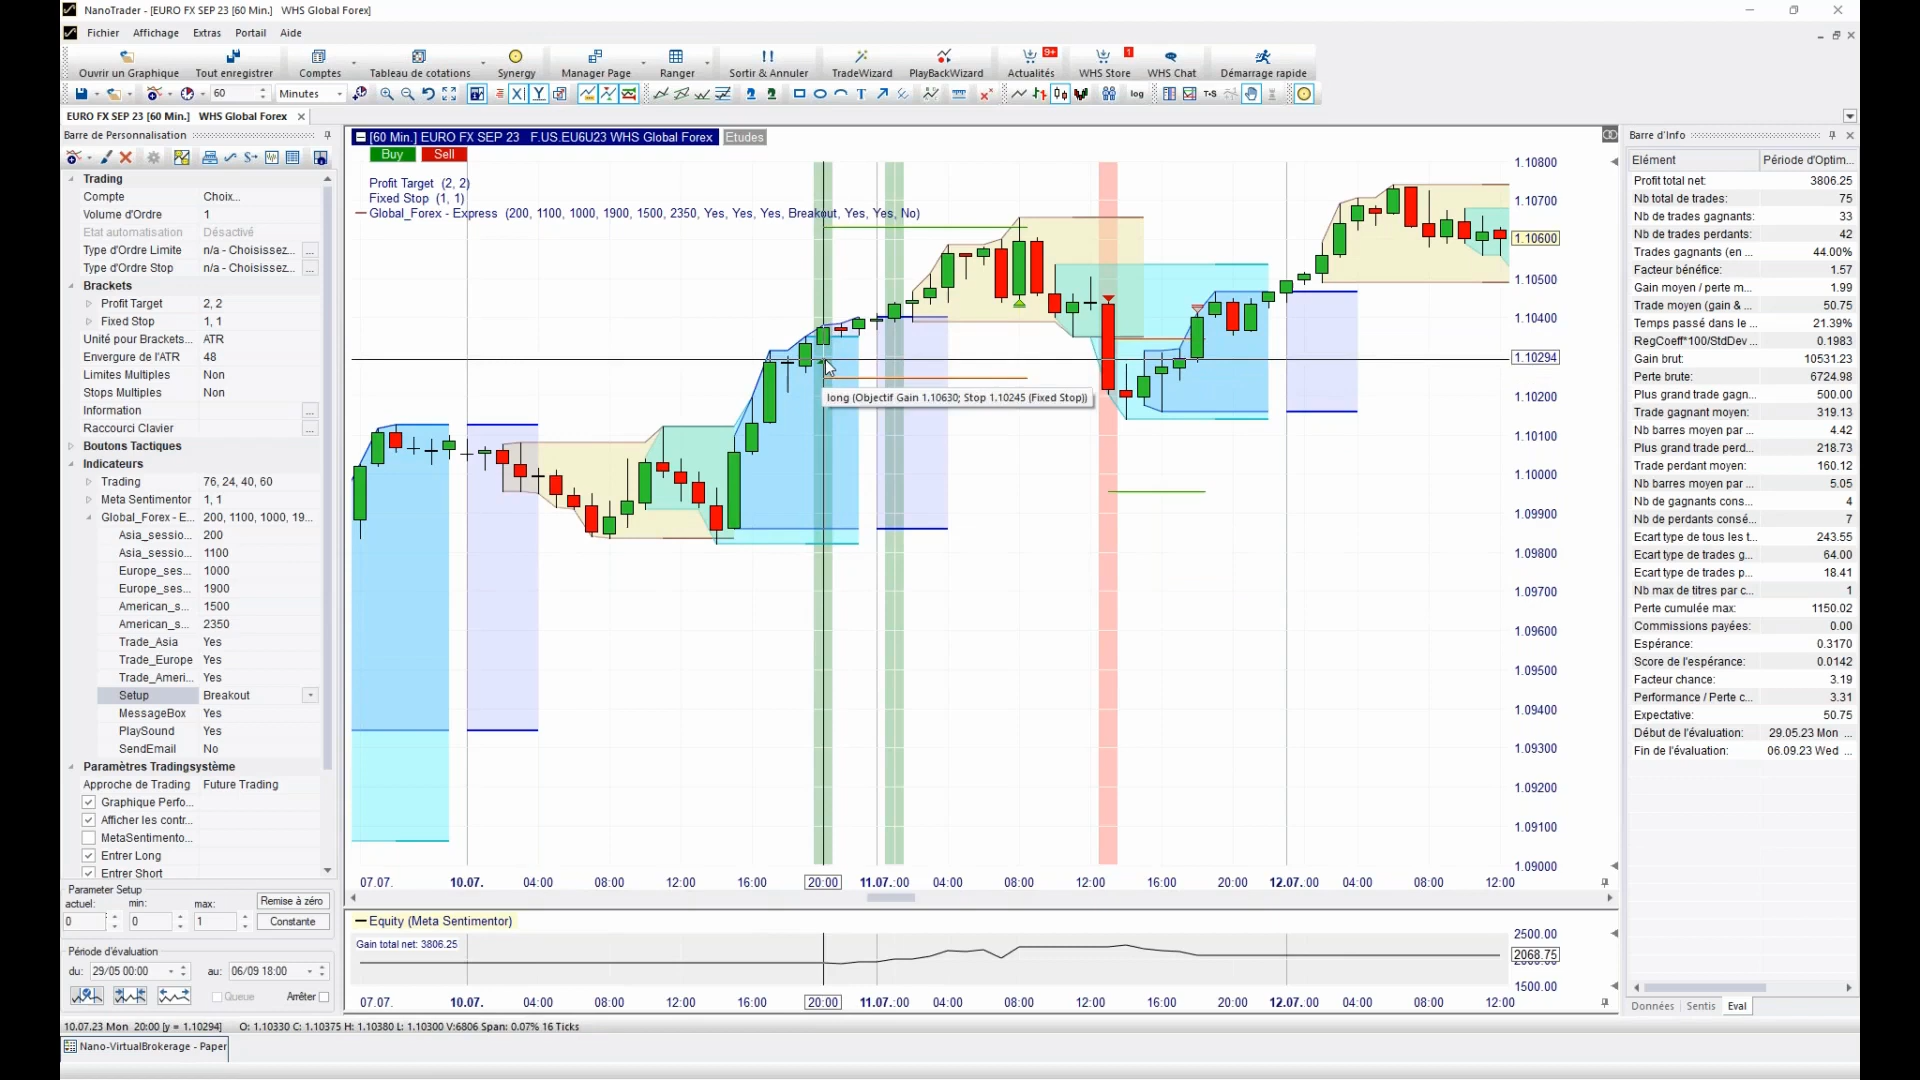 NanoTrader - [EURO FX SEP 23 [60 Min.]   WHS Global Forex]
Fichier Affichage Extras Portail Aide
9+ 1
Ouvrir un Graphique Tout enregistrer Comptes Tableau de cotations Synergy Manager Page Ranger Sortir & Annuler TradeWizard PlayBackWizard Actualités WHS Store WHS Chat Démarrage rapide
60 Minutes log T+S
EURO FX SEP 23 [60 Min.]   WHS Global Forex
Barre de Personnalisation
Trading
Compte Choix...
Volume d'Ordre 1
Etat automatisation Désactivé
Type d'Ordre Limite n/a - Choisissez... ...
Type d'Ordre Stop n/a - Choisissez... ...
Brackets
Profit Target 2, 2
Fixed Stop 1, 1
Unité pour Brackets... ATR
Envergure de l'ATR 48
Limites Multiples Non
Stops Multiples Non
Information ...
Raccourci Clavier ...
Boutons Tactiques
Indicateurs
Trading 76, 24, 40, 60
Meta Sentimentor 1, 1
Global_Forex - E... 200, 1100, 1000, 19...
Asia_sessio... 200
Asia_sessio... 1100
Europe_ses... 1000
Europe_ses... 1900
American_s... 1500
American_s... 2350
Trade_Asia Yes
Trade_Europe Yes
Trade_Ameri... Yes
Setup Breakout
MessageBox Yes
PlaySound Yes
SendEmail No
Paramètres Tradingsystème
Approche de Trading Future Trading
Graphique Perfo...
Afficher les contr...
MetaSentimento...
Entrer Long
Entrer Short
Parameter Setup
actuel: min: max: Remise à zéro
0 0 1 Constante
Période d'évaluation
du: 29/05 00:00 au: 06/09 18:00
Queue Arrêter
[60 Min.] EURO FX SEP 23   F.US.EU6U23 WHS Global Forex Etudes
Buy Sell
Profit Target (2, 2)
Fixed Stop (1, 1)
Global_Forex - Express (200, 1100, 1000, 1900, 1500, 2350, Yes, Yes, Yes, Breakout, Yes, Yes, No)
long (Objectif Gain 1.10630; Stop 1.10245 (Fixed Stop))
1.10800
1.10700
1.10600
1.10500
1.10400
1.10294
1.10200
1.10100
1.10000
1.09900
1.09800
1.09700
1.09600
1.09500
1.09400
1.09300
1.09200
1.09100
1.09000
07.07. 10.07. 04:00 08:00 12:00 16:00 20:00 11.07.:00 04:00 08:00 12:00 16:00 20:00 12.07.:00 04:00 08:00 12:00
Equity (Meta Sentimentor)
Gain total net: 3806.25
2500.00
2068.75
1500.00
07.07. 10.07. 04:00 08:00 12:00 16:00 20:00 11.07.:00 04:00 08:00 12:00 16:00 20:00 12.07.:00 04:00 08:00 12:00
Barre d'Info
Elément Période d'Optim...
Profit total net: 3806.25
Nb total de trades: 75
Nb de trades gagnants: 33
Nb de trades perdants: 42
Trades gagnants (en ... 44.00%
Facteur bénéfice: 1.57
Gain moyen / perte m... 1.99
Trade moyen (gain & ... 50.75
Temps passé dans le ... 21.39%
RegCoeff*100/StdDev ... 0.1983
Gain brut: 10531.23
Perte brute: 6724.98
Plus grand trade gagn... 500.00
Trade gagnant moyen: 319.13
Nb barres moyen par ... 4.42
Plus grand trade perd... 218.73
Trade perdant moyen: 160.12
Nb barres moyen par ... 5.05
Nb de gagnants cons... 4
Nb de perdants consé... 7
Ecart type de tous les t... 243.55
Ecart type de trades g... 64.00
Ecart type de trades p... 18.41
Nb max de titres par c... 1
Perte cumulée max: 1150.02
Commissions payées: 0.00
Espérance: 0.3170
Score de l'espérance: 0.0142
Facteur chance: 3.19
Performance / Perte c... 3.31
Expectative: 50.75
Début de l'évaluation: 29.05.23 Mon ...
Fin de l'évaluation: 06.09.23 Wed ...
Données Sentis Eval
10.07.23 Mon 20:00 [y = 1.10294] O: 1.10330 C: 1.10375 H: 1.10380 L: 1.10300 V:6806 Span: 0.07% 16 Ticks
Nano-VirtualBrokerage - Paper